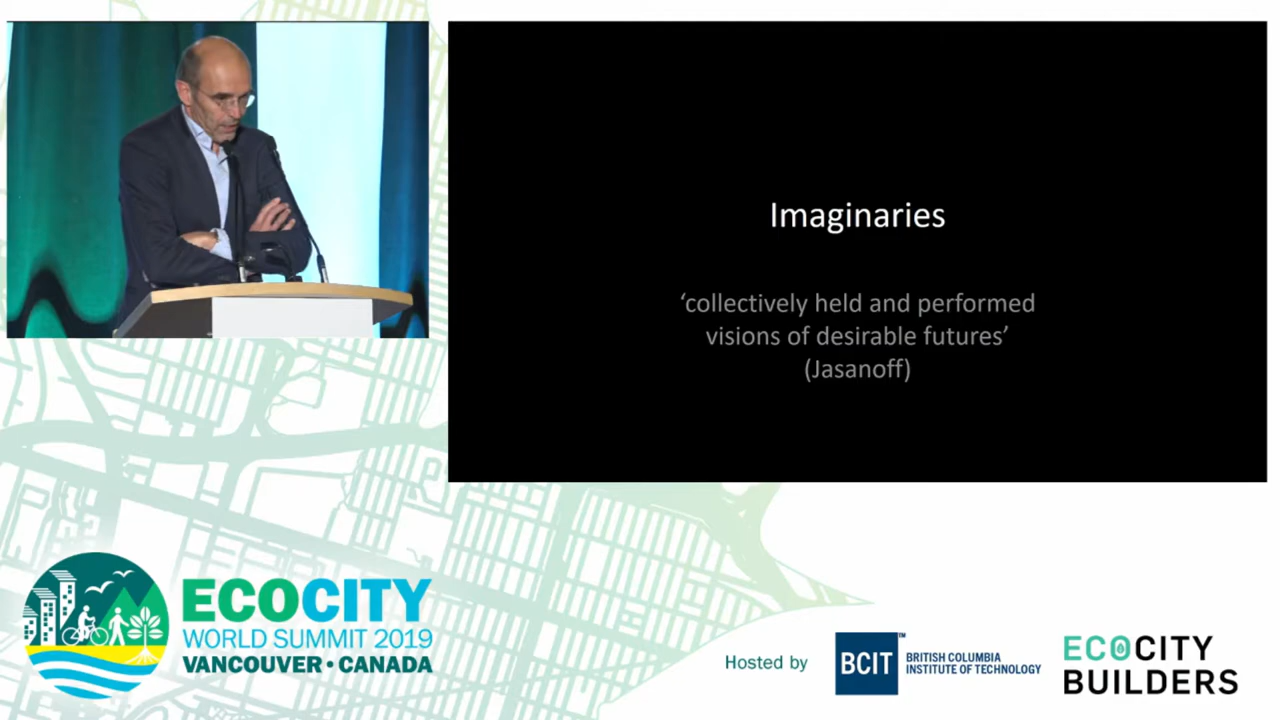 Imaginaries
‘collectively held and performed
visions of desirable futures’
(Jasanoff)
ECOCITY
WORLD SUMMIT 2019
VANCOUVER • CANADA
Hosted by
BCIT™
BRITISH COLUMBIA
INSTITUTE OF TECHNOLOGY
ECOCITY
BUILDERS